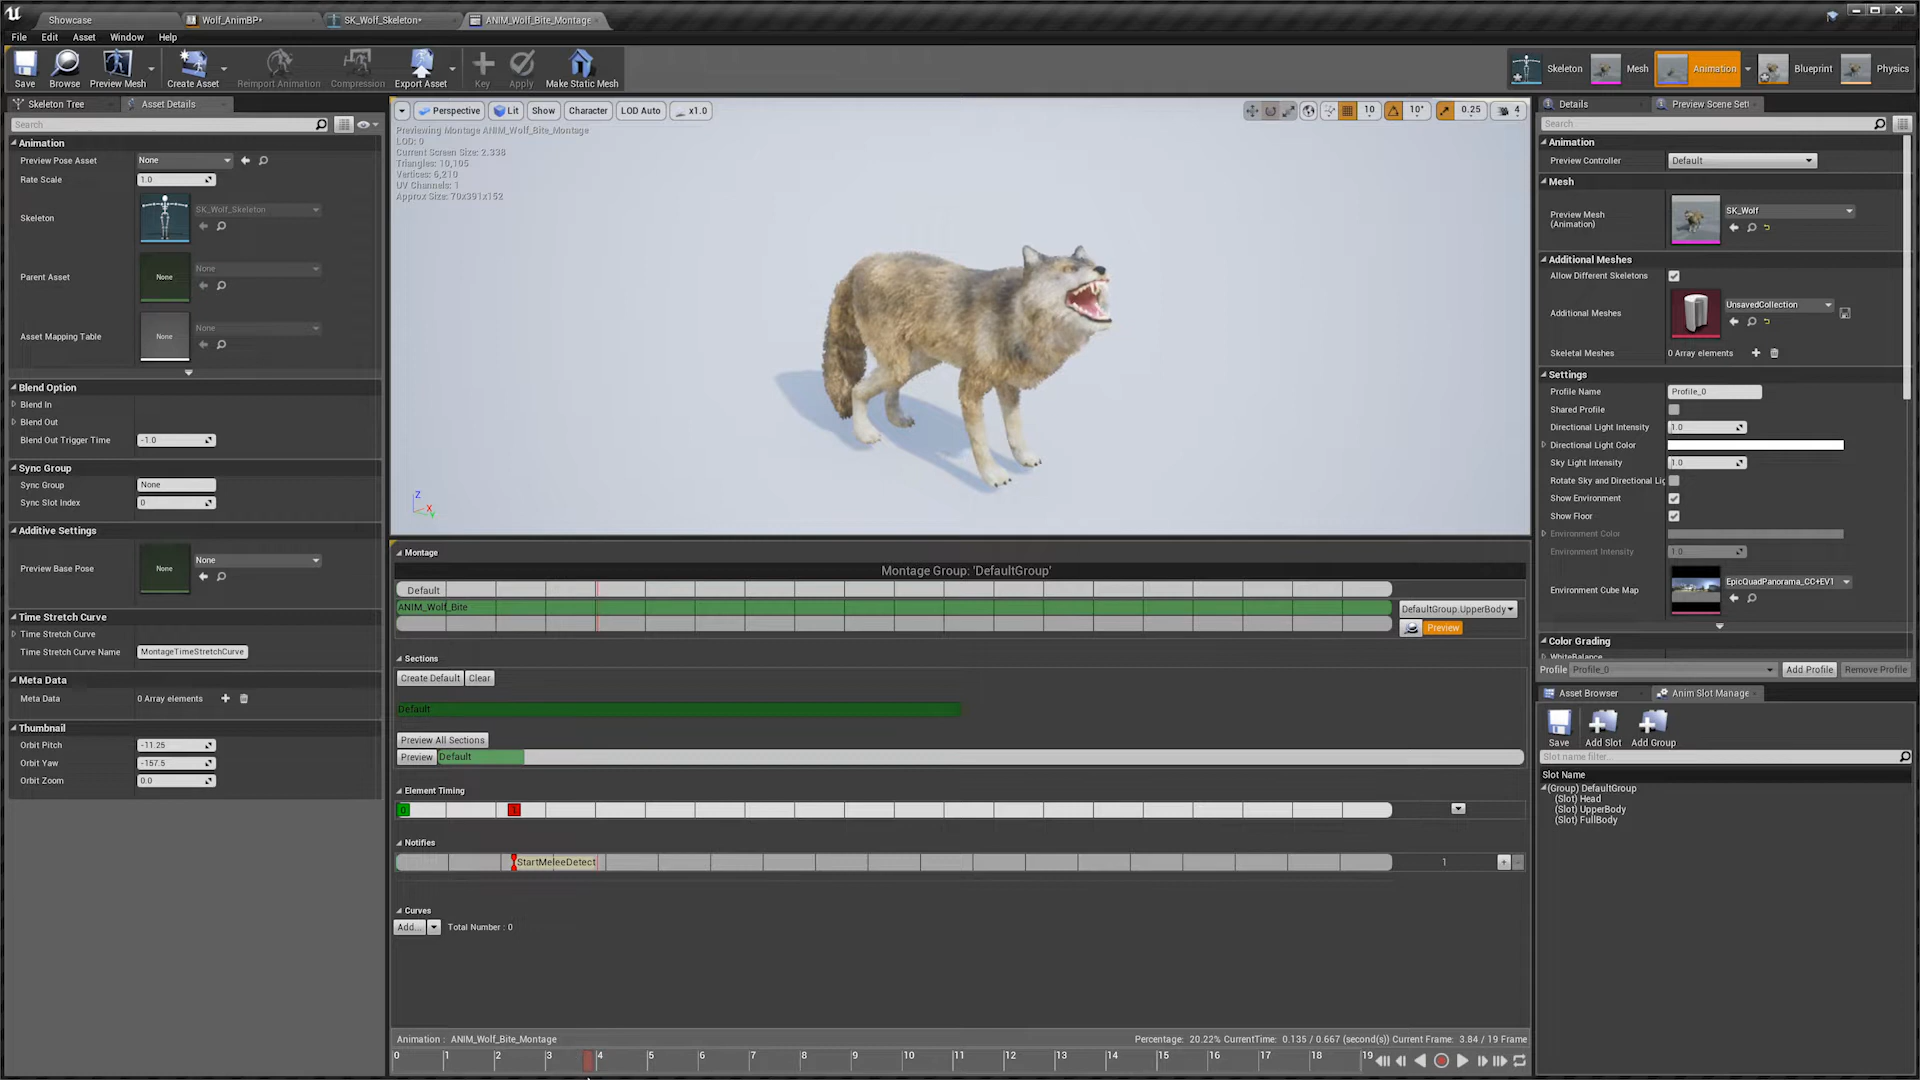 Showcase
Wolf_AnimBP*
SK_Wolf_Skeleton*
ANIM_Wolf_Bite_Montage
File Edit Asset Window Help
Save
Browse
Preview Mesh
Create Asset
Reimport Animation
Compression
Export Asset
Key
Apply
Make Static Mesh
Skeleton
Mesh
Animation
Blueprint
Physics
Skeleton Tree
Asset Details
Search
Animation
Preview Pose Asset None
Rate Scale 1.0
Skeleton SK_Wolf_Skeleton
Parent Asset None None
Asset Mapping Table None None
Blend Option
Blend In
Blend Out
Blend Out Trigger Time -1.0
Sync Group
Sync Group None
Sync Slot Index 0
Additive Settings
Preview Base Pose None None
Time Stretch Curve
Time Stretch Curve
Time Stretch Curve Name MontageTimeStretchCurve
Meta Data
Meta Data 0 Array elements
Thumbnail
Orbit Pitch -11.25
Orbit Yaw -157.5
Orbit Zoom 0.0
Perspective Lit Show Character LOD Auto x1.0
10 10° 0.25 4
Previewing Montage ANIM_Wolf_Bite_Montage
LOD: 0
Current Screen Size: 2.338
Triangles: 10,105
Vertices: 6,210
UV Channels: 1
Approx Size: 70x391x152
Z
X
Y
Montage
Montage Group: 'DefaultGroup'
Default
ANIM_Wolf_Bite
DefaultGroup.UpperBody
Preview
Sections
Create Default Clear
Default
Preview All Sections
Preview Default
Element Timing
0 1
Notifies
StartMeleeDetect
1
Curves
Add... Total Number : 0
Animation : ANIM_Wolf_Bite_Montage
Percentage: 20.22% CurrentTime: 0.135 / 0.667 (second(s)) Current Frame: 3.84 / 19 Frame
0 1 2 3 4 5 6 7 8 9 10 11 12 13 14 15 16 17 18 19
Details
Preview Scene Sett
Search
Animation
Preview Controller Default
Mesh
Preview Mesh
(Animation)
SK_Wolf
Additional Meshes
Allow Different Skeletons
Additional Meshes UnsavedCollection
Skeletal Meshes 0 Array elements
Settings
Profile Name Profile_0
Shared Profile
Directional Light Intensity 1.0
Directional Light Color
Sky Light Intensity 1.0
Rotate Sky and Directional Lig
Show Environment
Show Floor
Environment Color
Environment Intensity 1.0
Environment Cube Map EpicQuadPanorama_CC+EV1
Color Grading
WhiteBalance
Profile Profile_0 Add Profile Remove Profile
Asset Browser
Anim Slot Manage
Save
Add Slot
Add Group
Slot name filter...
Slot Name
(Group) DefaultGroup
(Slot) Head
(Slot) UpperBody
(Slot) FullBody